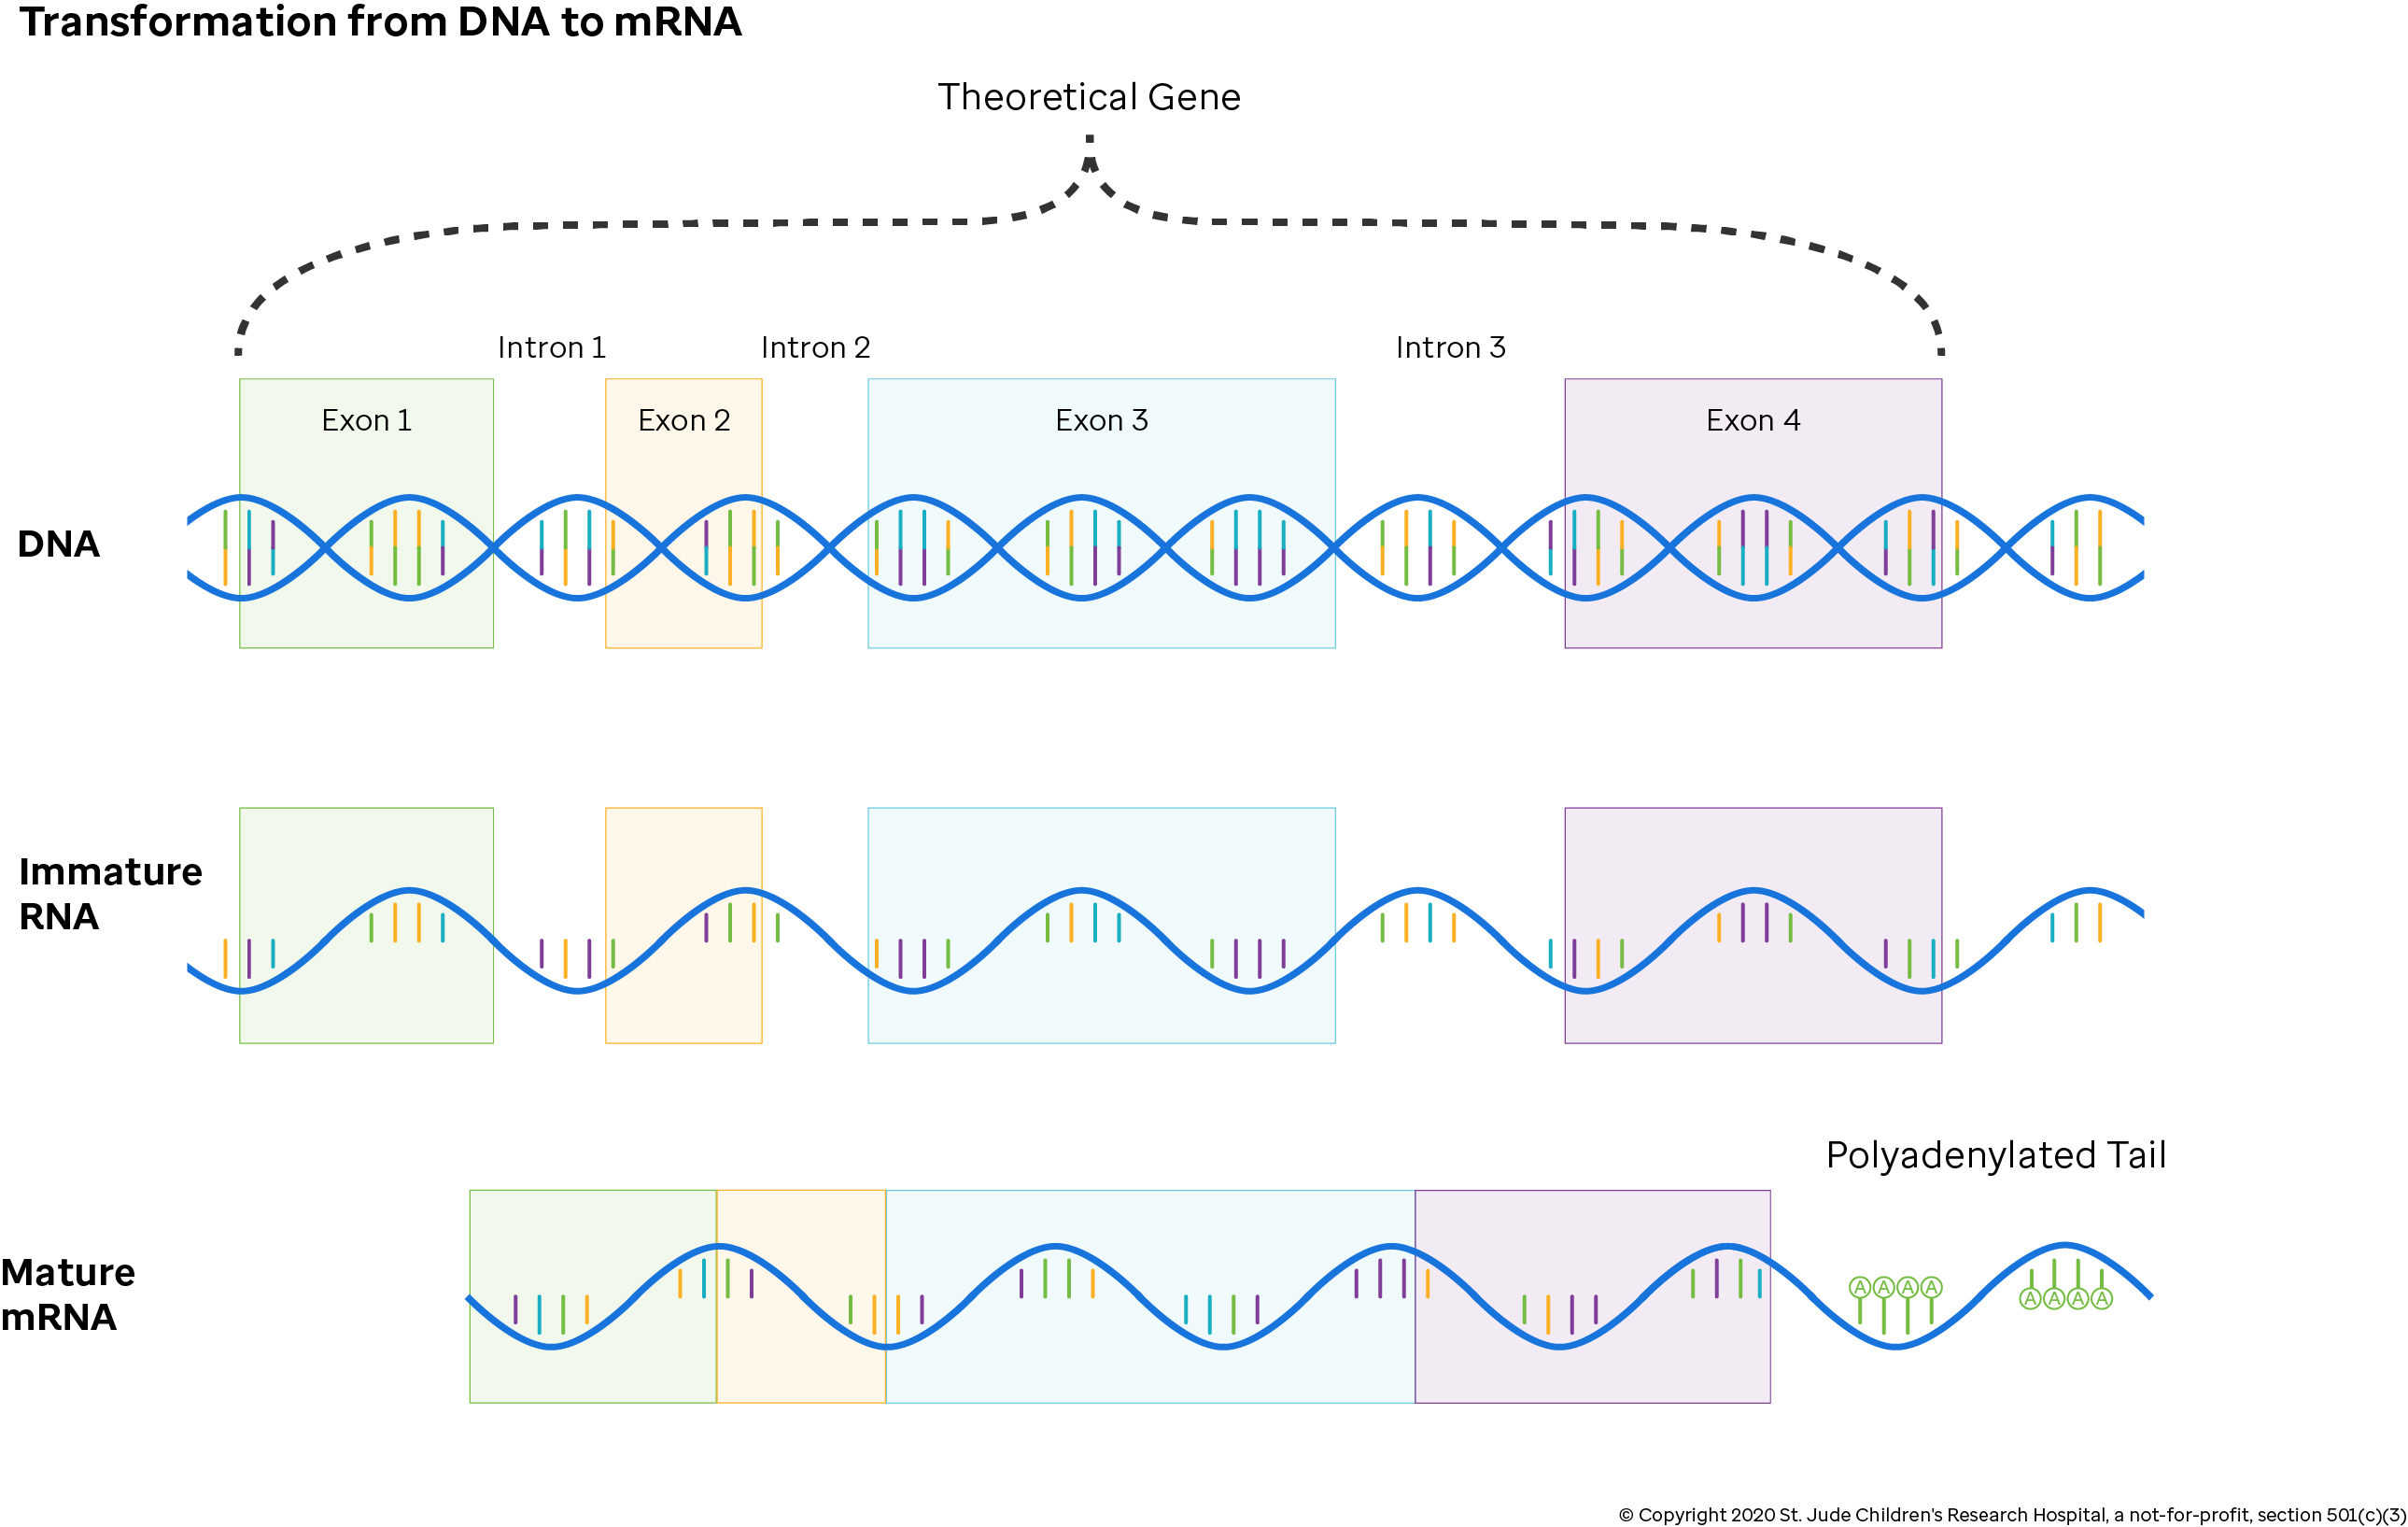 Transformation from DNA to mRNA
Theoretical Gene
Intron 1
Intron 2
Intron 3
Exon 1
Exon 2
Exon 3
Exon 4
DNA
Immature
RNA
Polyadenylated Tail
Mature
mRNA
A A A A
A A A A
© Copyright 2020 St. Jude Children's Research Hospital, a not-for-profit, section 501(c)(3)